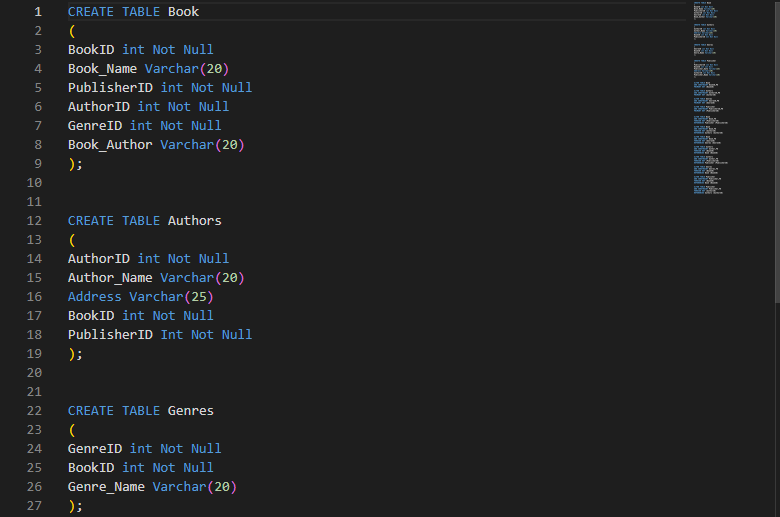 1 CREATE TABLE Book
2 (
3 BookID int Not Null
4 Book_Name Varchar(20)
5 PublisherID int Not Null
6 AuthorID int Not Null
7 GenreID int Not Null
8 Book_Author Varchar(20)
9 );
10
11
12 CREATE TABLE Authors
13 (
14 AuthorID int Not Null
15 Author_Name Varchar(20)
16 Address Varchar(25)
17 BookID int Not Null
18 PublisherID Int Not Null
19 );
20
21
22 CREATE TABLE Genres
23 (
24 GenreID int Not Null
25 BookID int Not Null
26 Genre_Name Varchar(20)
27 );